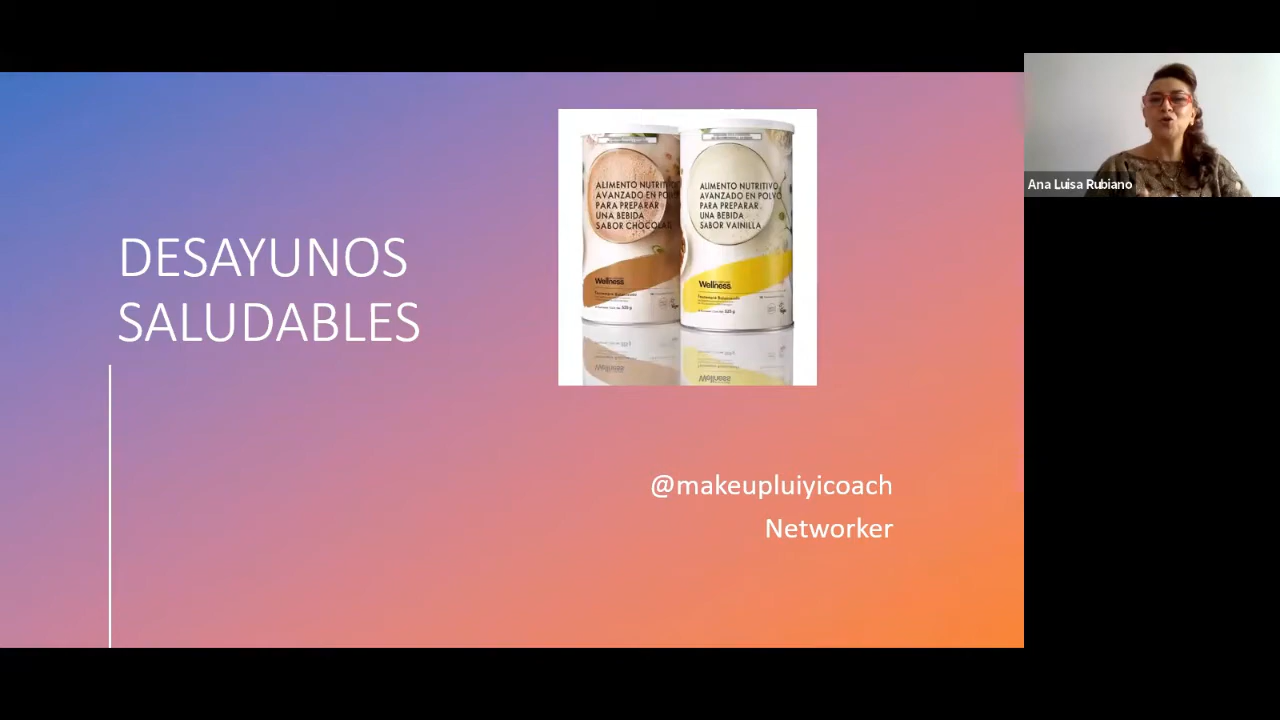 DESAYUNOS
SALUDABLES
ALIMENTO NUTRITIVO
AVANZADO EN POLVO
PARA PREPARAR
UNA BEBIDA
SABOR CHOCOLAT
Wellness
ALIMENTO NUTRITIVO
AVANZADO EN POLVO
PARA PREPARAR
UNA BEBIDA
SABOR VAINILLA
Wellness
@makeupluiyicoach
Networker
Ana Luisa Rubiano